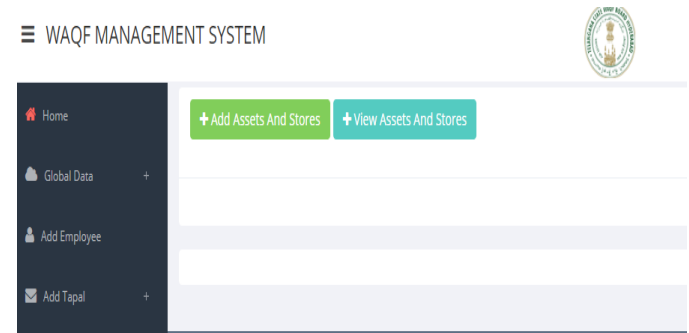 WAQF MANAGEMENT SYSTEM
Home
+ Add Assets And Stores
+ View Assets And Stores
Global Data +
Add Employee
Add Tapal +